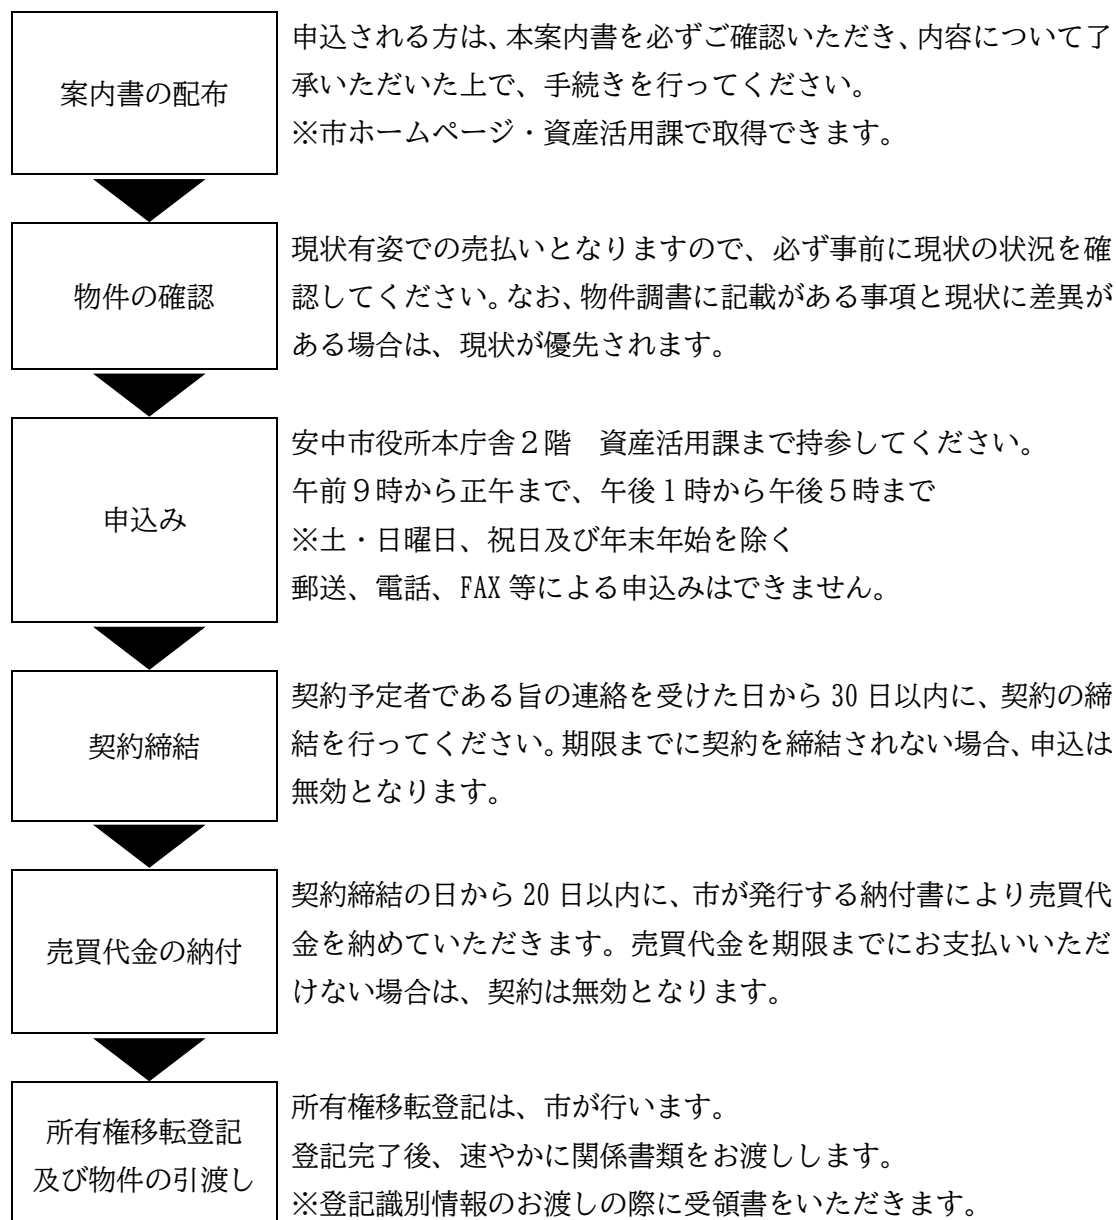 案内書の配布
申込される方は、本案内書を必ずご確認いただき、内容について了
承いただいた上で、手続きを行ってください。
※市ホームページ・資産活用課で取得できます。
物件の確認
現状有姿での売払いとなりますので、必ず事前に現状の状況を確
認してください。なお、物件調書に記載がある事項と現状に差異が
ある場合は、現状が優先されます。
申込み
安中市役所本庁舎２階　資産活用課まで持参してください。
午前９時から正午まで、午後１時から午後５時まで
※土・日曜日、祝日及び年末年始を除く
郵送、電話、FAX 等による申込みはできません。
契約締結
契約予定者である旨の連絡を受けた日から 30 日以内に、契約の締
結を行ってください。期限までに契約を締結されない場合、申込は
無効となります。
売買代金の納付
契約締結の日から 20 日以内に、市が発行する納付書により売買代
金を納めていただきます。売買代金を期限までにお支払いいただ
けない場合は、契約は無効となります。
所有権移転登記
及び物件の引渡し
所有権移転登記は、市が行います。
登記完了後、速やかに関係書類をお渡しします。
※登記識別情報のお渡しの際に受領書をいただきます。